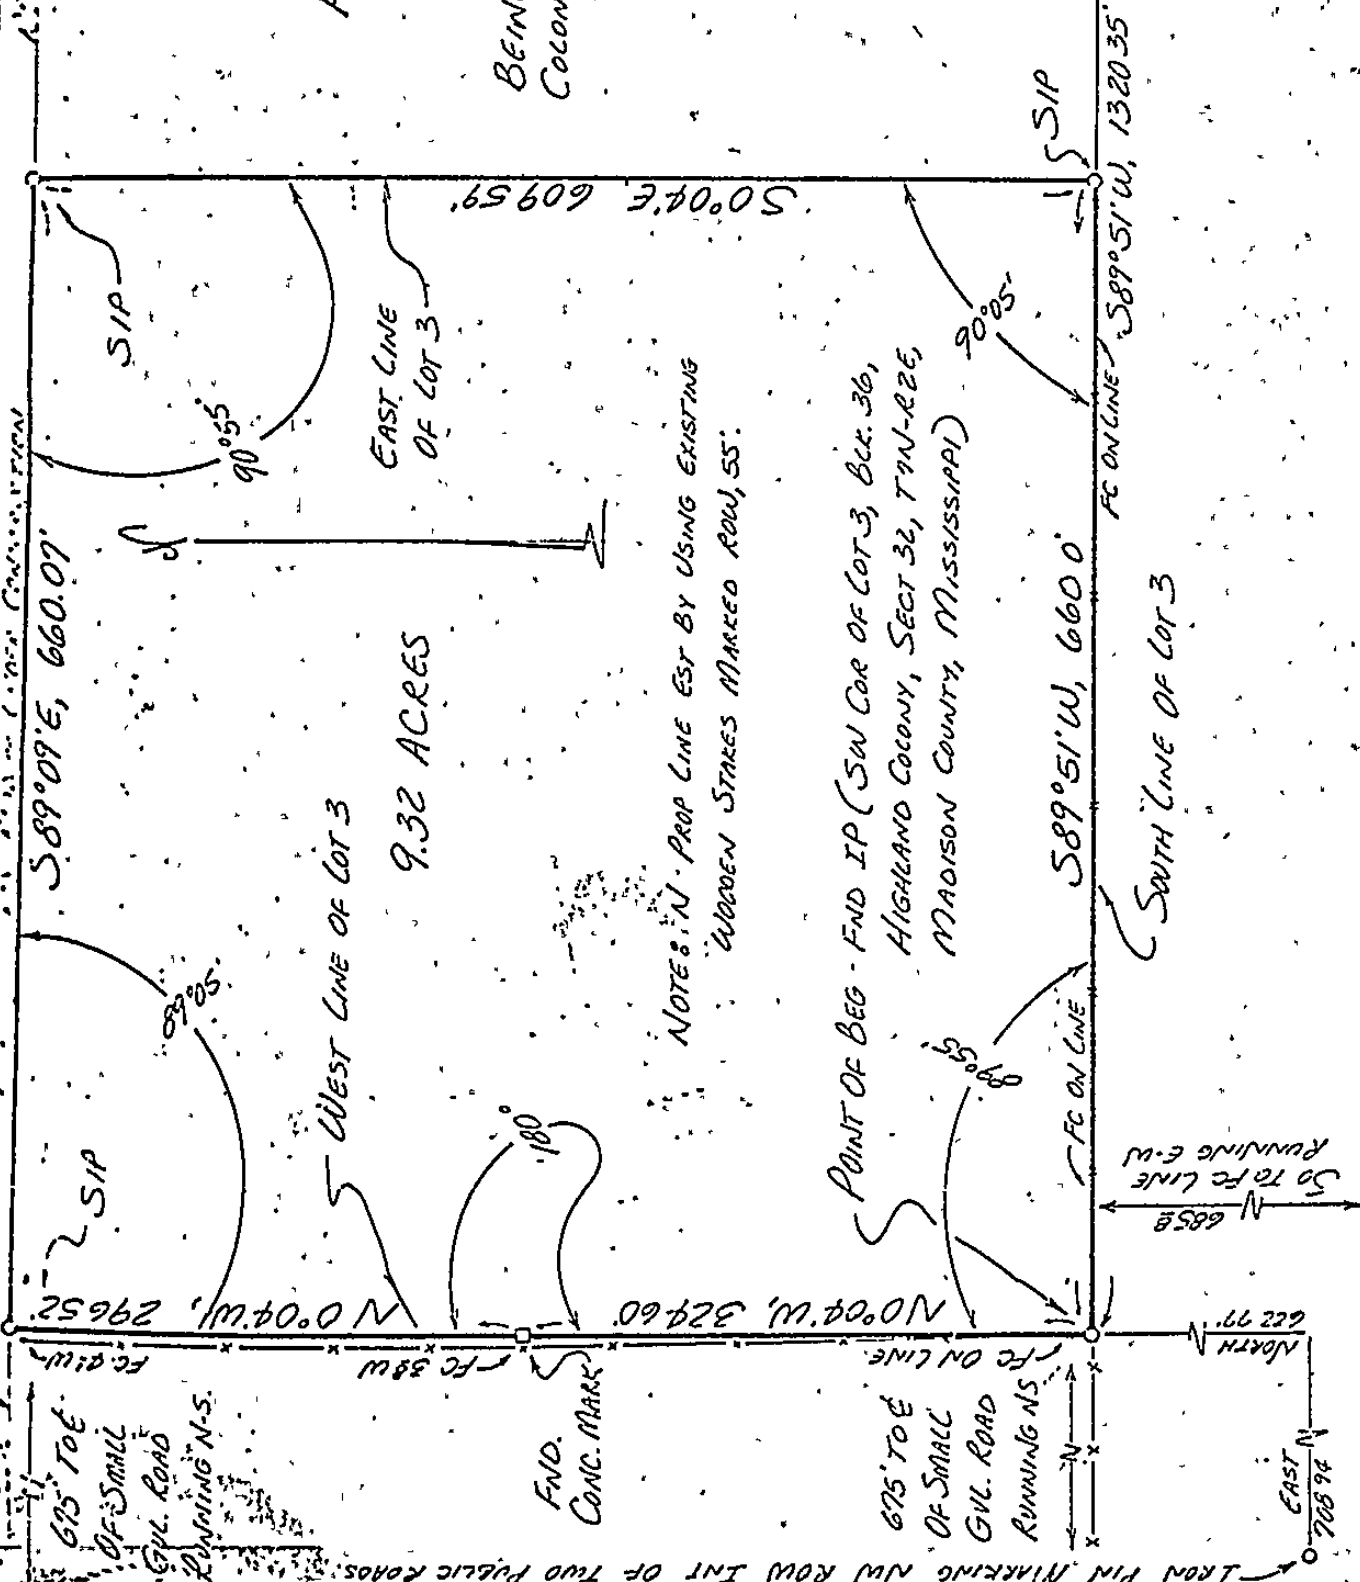 BEIN
COLON
S89°09'E, 660.07'
SIP
SIP
SIP
90°55'
EAST LINE
OF LOT 3
S0°04'E 609 59'
90°05'
89°05'
WEST LINE OF LOT 3
9.32 ACRES
NOTE: N. PROP LINE EST BY USING EXISTING
WOODEN STAKES MARKED ROW, 55'.
POINT OF BEG - FND IP (SW COR OF LOT 3, BLK. 36,
HIGHLAND COLONY, SECT 32, T7N-R2E,
MADISON COUNTY, MISSISSIPPI)
180°
89°55'
N 0°04'W, 296 52'
N0°04'W, 324 60'
FC 38W
FC ON LINE
FND.
CONC. MARK
675' TO ℄
OF SMALL
GVL. ROAD
RUNNING N-S.
675' TO ℄
OF SMALL
GVL. ROAD
RUNNING NS
FC ON LINE
S89°51'W, 660 0'
FC ON LINE
S89°51'W, 1320 35'
SOUTH LINE OF LOT 3
685
SO TO FC LINE
RUNNING E-W
NORTH
622 77'
EAST
708 94
IRON PIN MARKING NW ROW INT OF TWO PUBLIC ROADS.